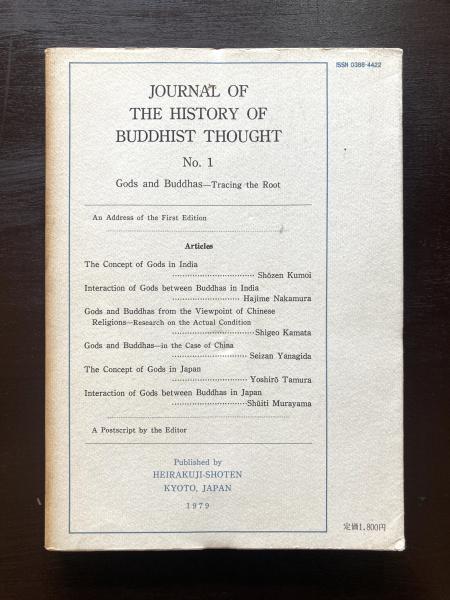 ISSN 0386-4422
JOURNAL OF
THE HISTORY OF
BUDDHIST THOUGHT
No. 1
Gods and Buddhas—Tracing the Root
An Address of the First Edition
Articles
The Concept of Gods in India
Shōzen Kumoi
Interaction of Gods between Buddhas in India
Hajime Nakamura
Gods and Buddhas from the Viewpoint of Chinese
Religions—Research on the Actual Condition
Shigeo Kamata
Gods and Buddhas—in the Case of China
Seizan Yanagida
The Concept of Gods in Japan
Yoshirō Tamura
Interaction of Gods between Buddhas in Japan
Shūiti Murayama
A Postscript by the Editor
Published by
HEIRAKUJI-SHOTEN
KYOTO, JAPAN
1979
定価1,800円